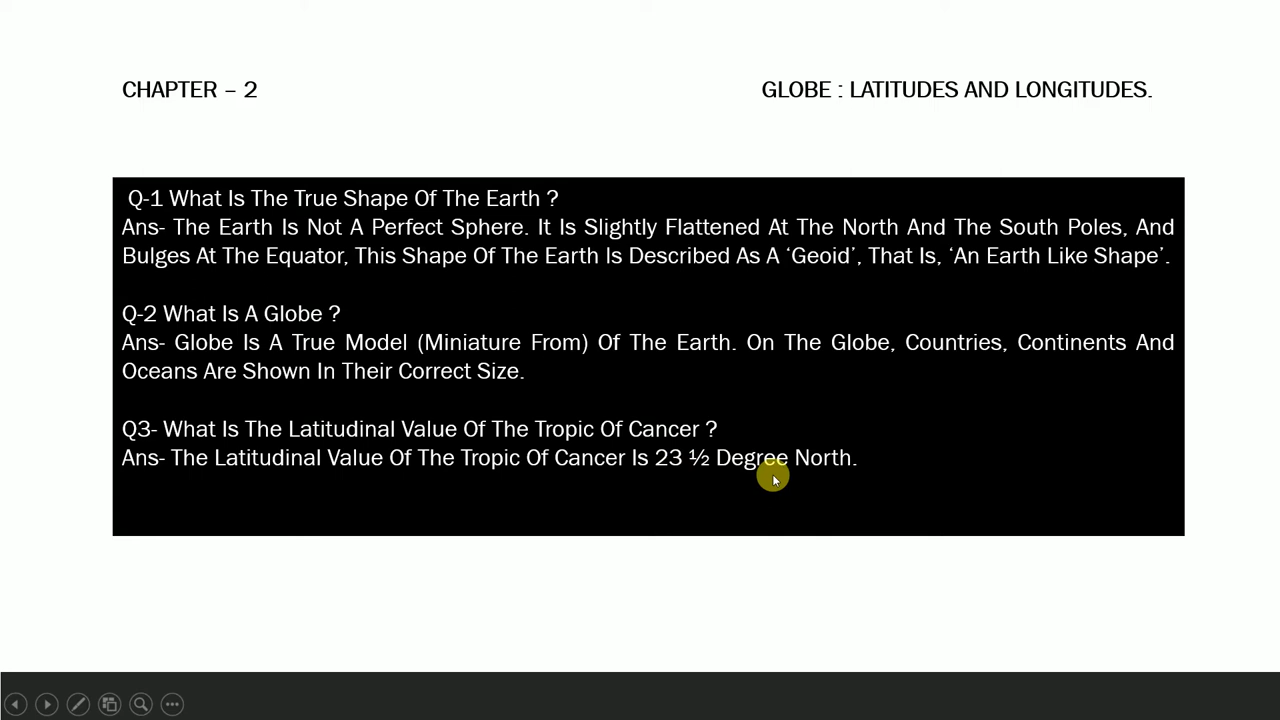 CHAPTER – 2
GLOBE : LATITUDES AND LONGITUDES.
Q-1 What Is The True Shape Of The Earth ?
Ans- The Earth Is Not A Perfect Sphere. It Is Slightly Flattened At The North And The South Poles, And
Bulges At The Equator, This Shape Of The Earth Is Described As A ‘Geoid’, That Is, ‘An Earth Like Shape’.
Q-2 What Is A Globe ?
Ans- Globe Is A True Model (Miniature From) Of The Earth. On The Globe, Countries, Continents And
Oceans Are Shown In Their Correct Size.
Q3- What Is The Latitudinal Value Of The Tropic Of Cancer ?
Ans- The Latitudinal Value Of The Tropic Of Cancer Is 23 ½ Degree North.